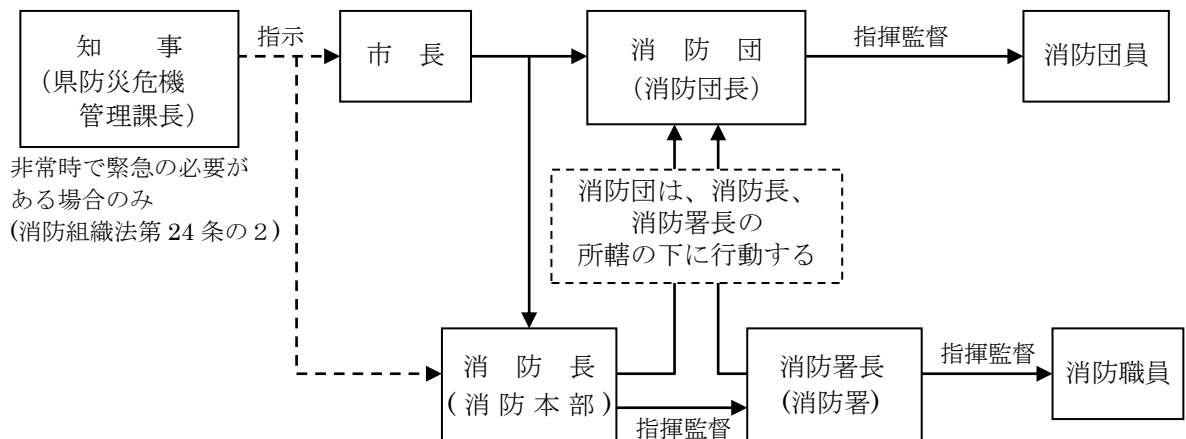 知　事
（県防災危機
管理課長）
指示
市 長
消 防 団
（消防団長）
指揮監督
消防団員
非常時で緊急の必要が
ある場合のみ
(消防組織法第 24 条の２)
消防団は、消防長、
消防署長の
所轄の下に行動する
消 防 長
( 消 防 本 部 )
指揮監督
消防署長
(消防署)
指揮監督
消防職員